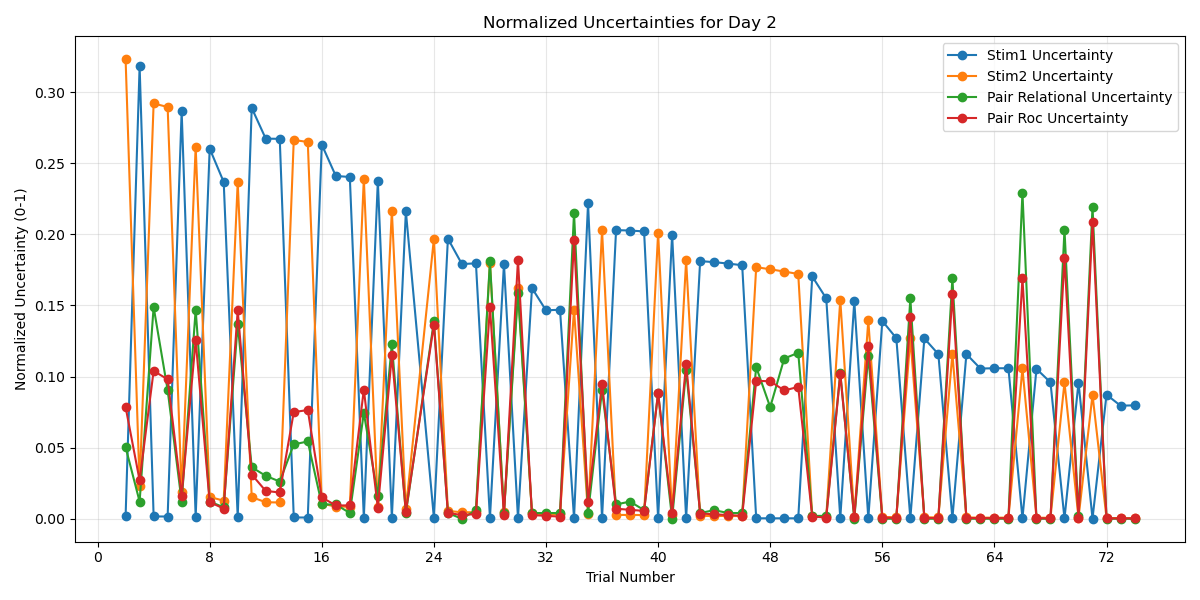 Normalized Uncertainties for Day 2
Normalized Uncertainty (0-1)
0.30
0.25
0.20
0.15
0.10
0.05
0.00
Stim1 Uncertainty
Stim2 Uncertainty
Pair Relational Uncertainty
Pair Roc Uncertainty
0 8 16 24 32 40 48 56 64 72
Trial Number